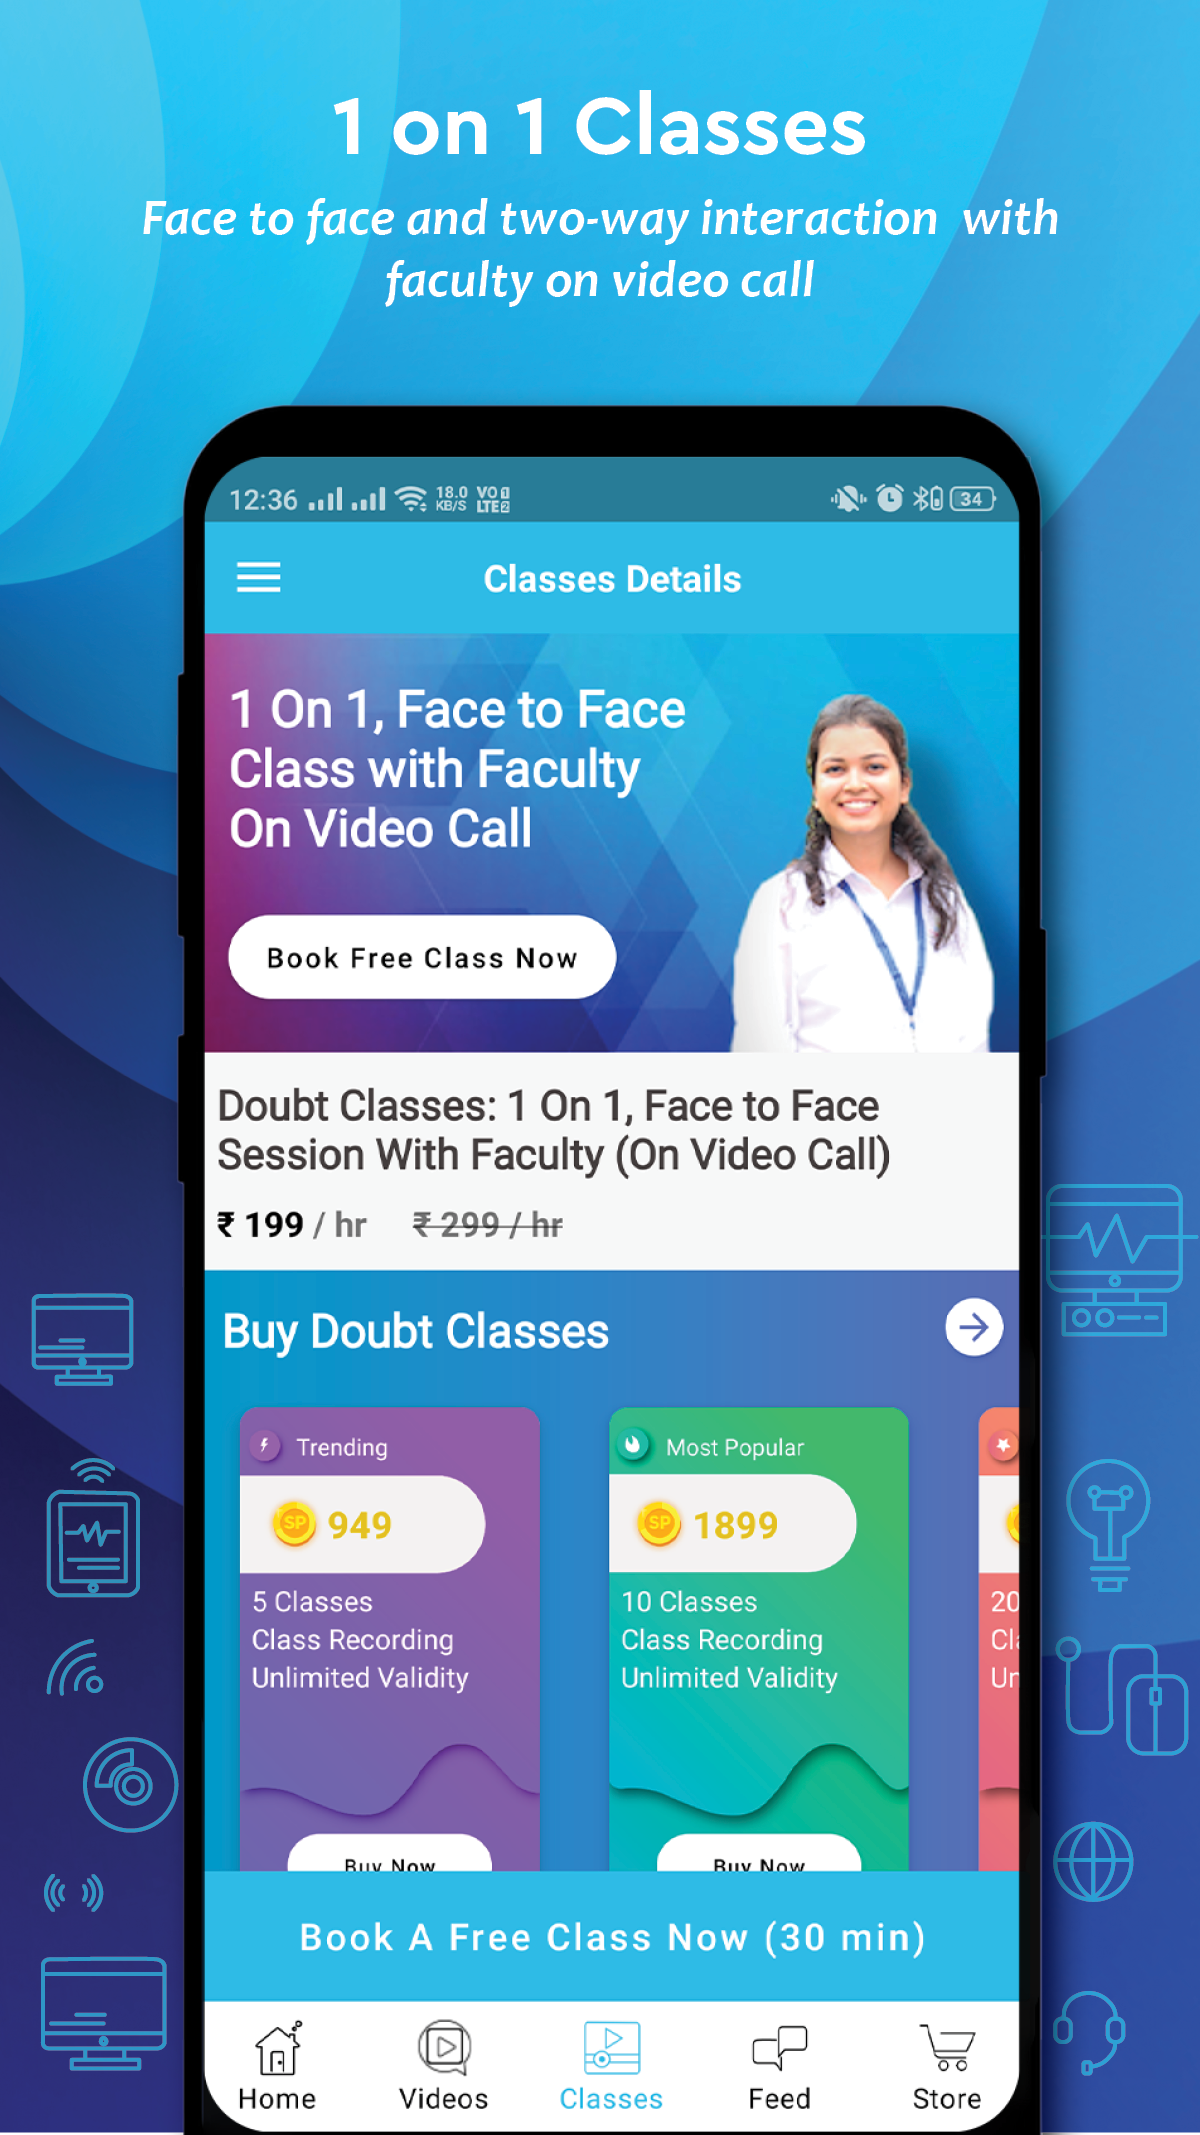 1 on 1 Classes
Face to face and two-way interaction with
faculty on video call
12:36 18.0 KB/S VO 1 LTE 2 34
Classes Details
1 On 1, Face to Face
Class with Faculty
On Video Call
Book Free Class Now
Doubt Classes: 1 On 1, Face to Face
Session With Faculty (On Video Call)
₹ 199 / hr ₹ 299 / hr
Buy Doubt Classes
Trending
SP 949
5 Classes
Class Recording
Unlimited Validity
Buy Now
Most Popular
SP 1899
10 Classes
Class Recording
Unlimited Validity
Buy Now
20
Book A Free Class Now (30 min)
Home Videos Classes Feed Store